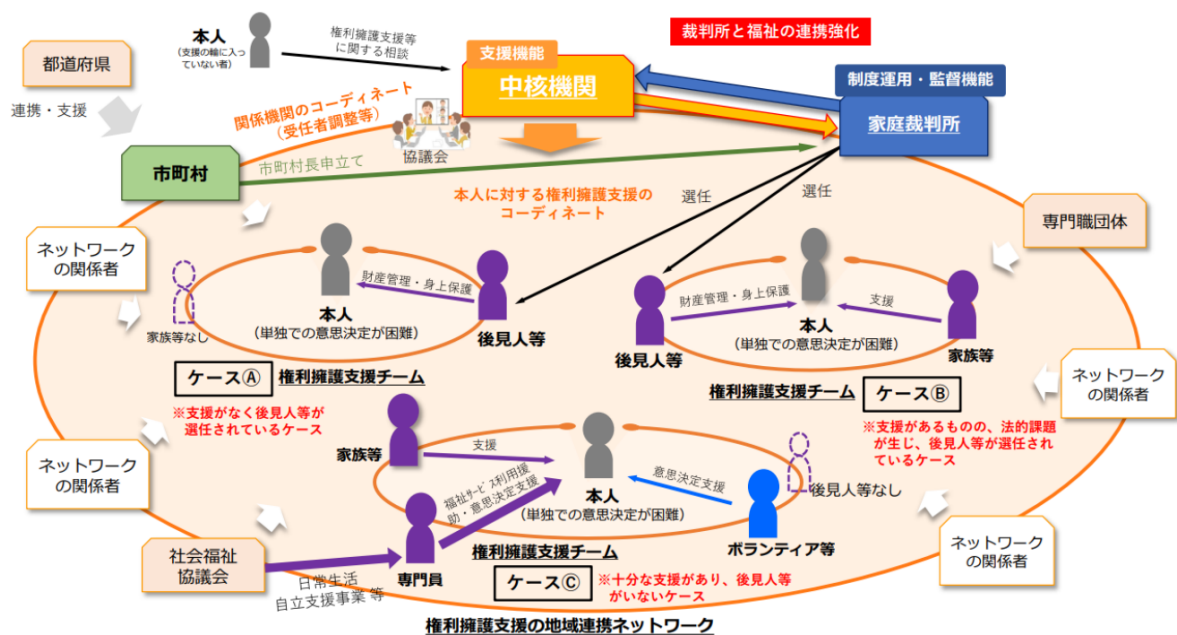 本人
（支援の輪に入っ
ていない者）
権利擁護支援等
に関する相談
裁判所と福祉の連携強化
都道府県
連携・支援
支援機能
中核機関
制度運用・監督機能
家庭裁判所
関係機関のコーディネート
（受任者調整等）
協議会
市町村
市町村長申立て
本人に対する権利擁護支援の
コーディネート
選任
選任
専門職団体
ネットワーク
の関係者
家族等なし
本人
（単独での意思決定が困難）
財産管理・身上保護
後見人等
ケースⒶ
権利擁護支援チーム
※支援がなく後見人等が
選任されているケース
後見人等
財産管理・身上保護
本人
（単独での意思決定が困難）
支援
家族等
権利擁護支援チーム
ケースⒷ
※支援があるものの、法的課題
が生じ、後見人等が選任され
ているケース
ネットワーク
の関係者
ネットワーク
の関係者
家族等
支援
本人
（単独での意思決定が困難）
福祉ｻｰﾋﾞｽ利用援
助・意思決定支援
意思決定支援
後見人等なし
ボランティア等
専門員
権利擁護支援チーム
ケースⒸ
※十分な支援があり、後見人等
がいないケース
社会福祉
協議会
日常生活
自立支援事業 等
ネットワーク
の関係者
権利擁護支援の地域連携ネットワーク